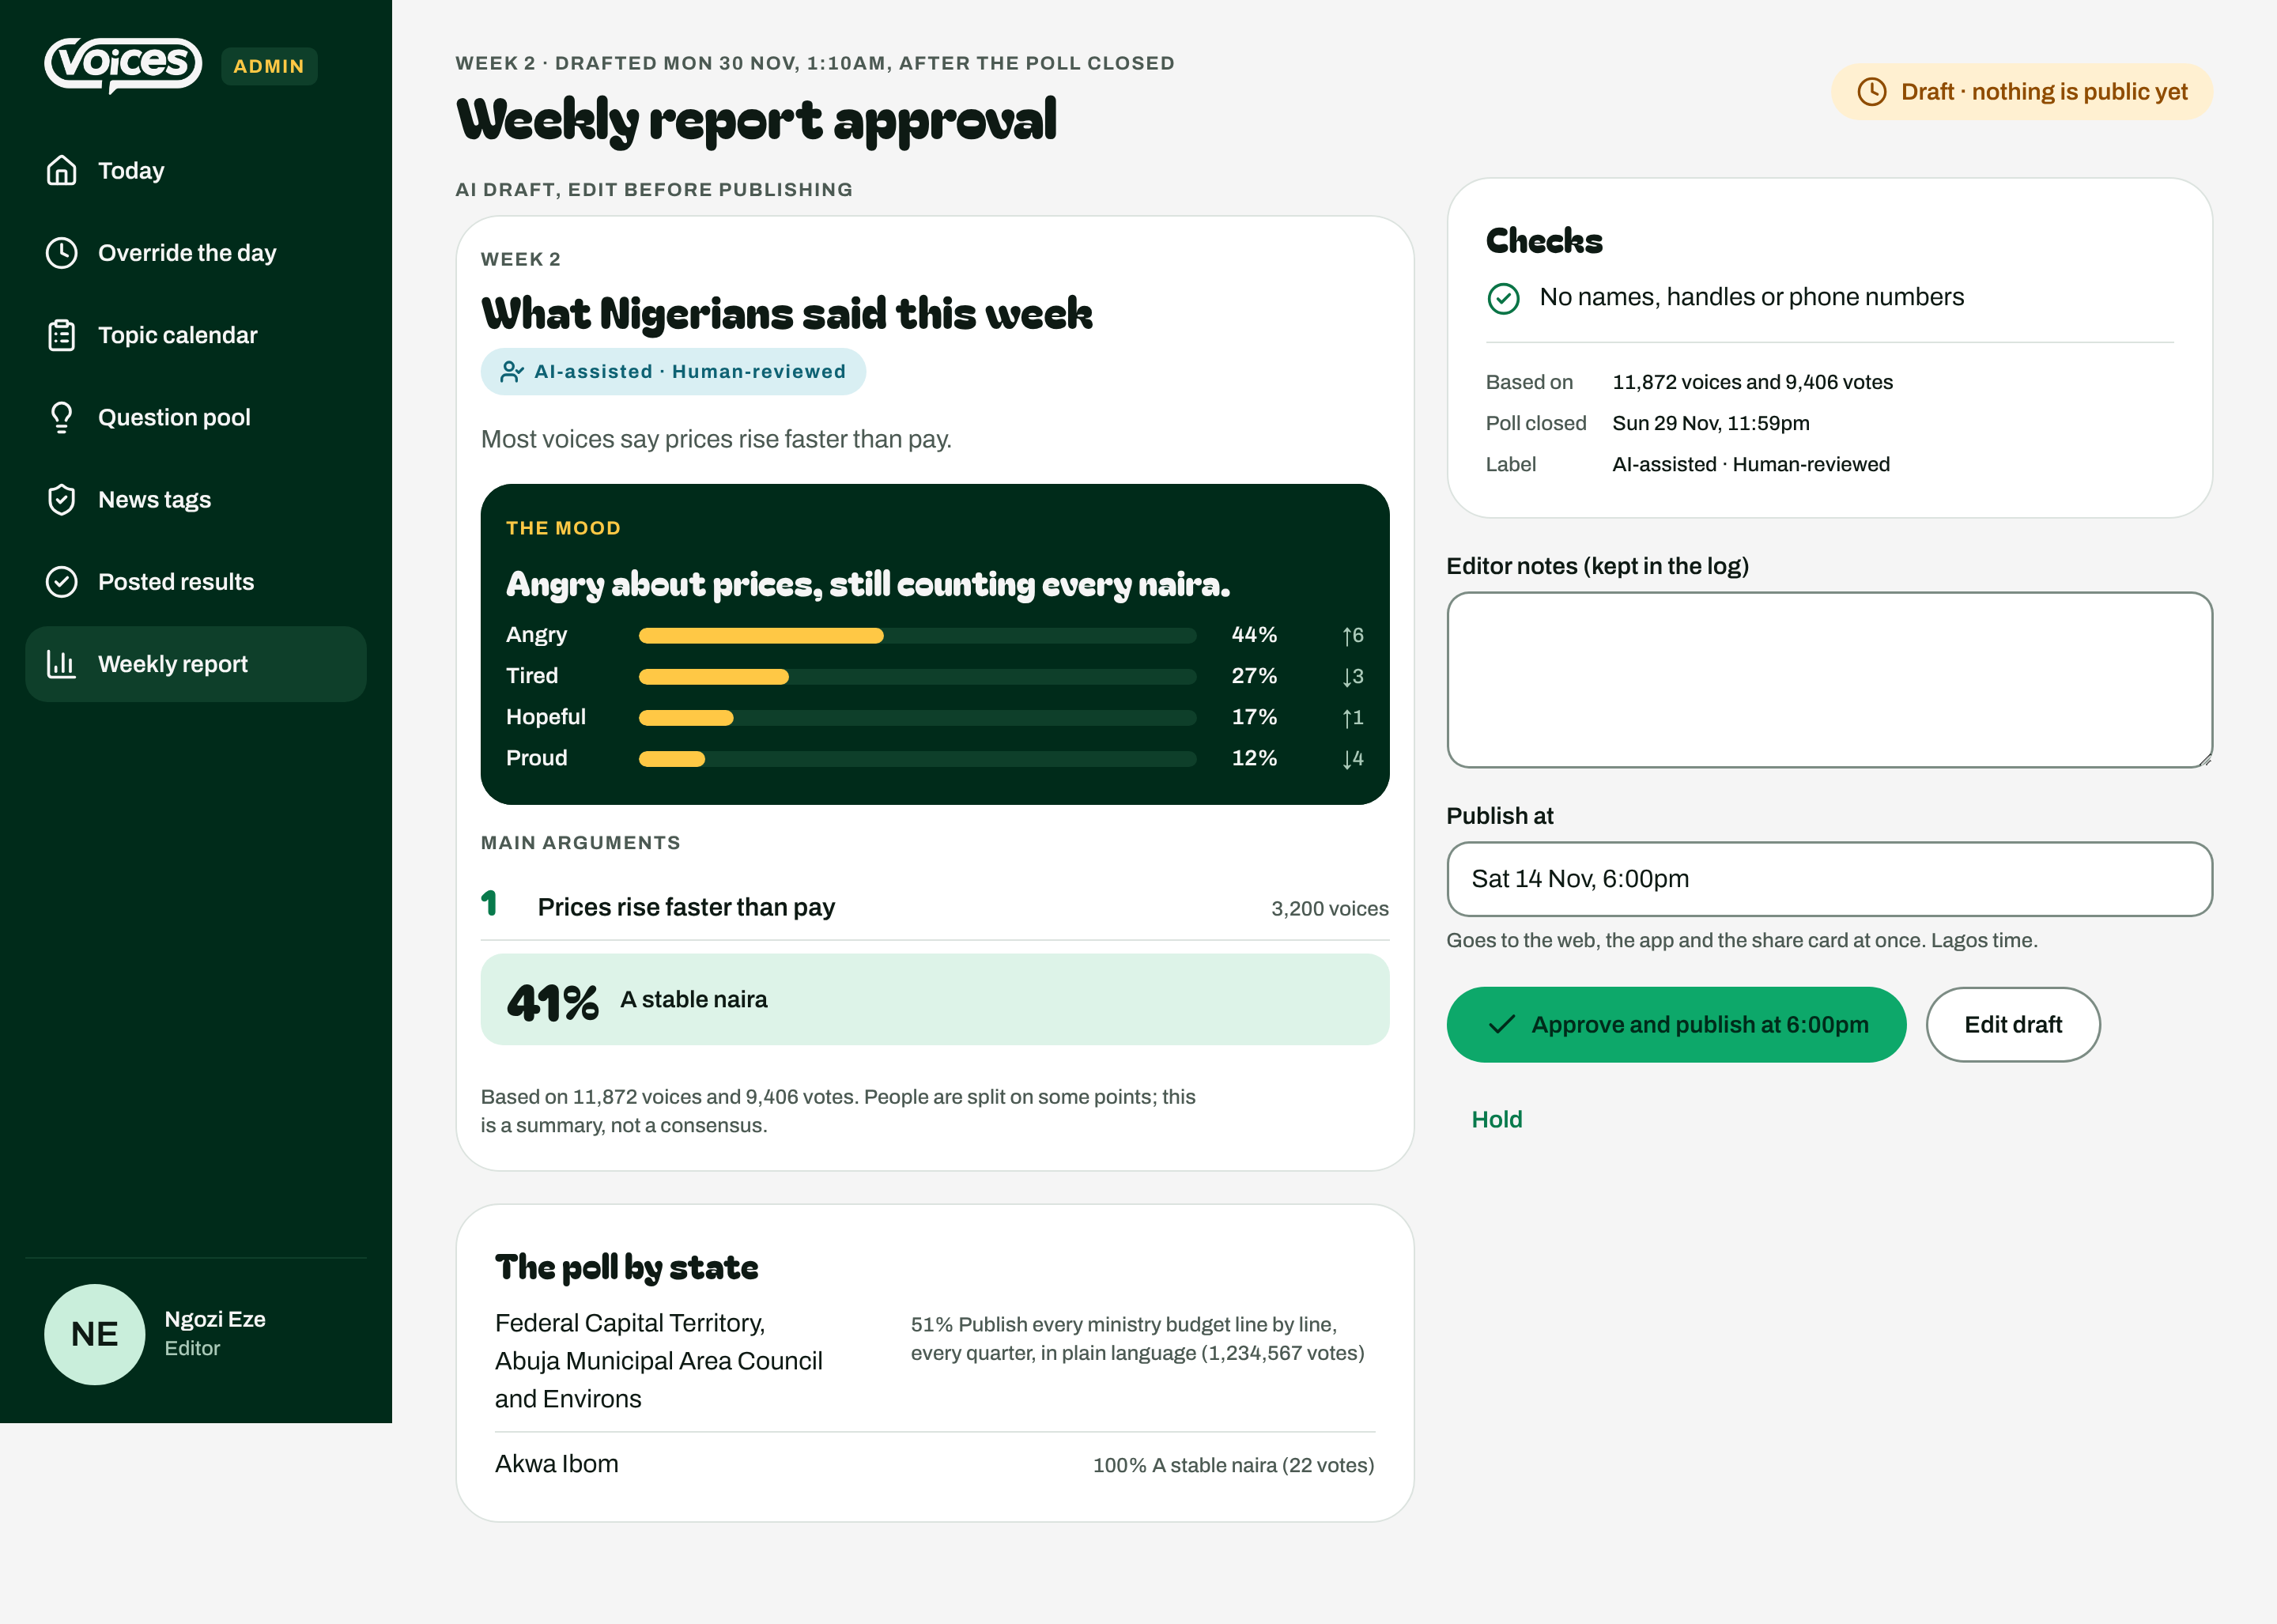 Voices
ADMIN
Today
Override the day
Topic calendar
Question pool
News tags
Posted results
Weekly report
NE
Ngozi Eze
Editor
WEEK 2 · DRAFTED MON 30 NOV, 1:10AM, AFTER THE POLL CLOSED
Weekly report approval
Draft · nothing is public yet
AI DRAFT, EDIT BEFORE PUBLISHING
WEEK 2
What Nigerians said this week
AI-assisted · Human-reviewed
Most voices say prices rise faster than pay.
THE MOOD
Angry about prices, still counting every naira.
Angry 44% ↑6
Tired 27% ↓3
Hopeful 17% ↑1
Proud 12% ↓4
MAIN ARGUMENTS
1 Prices rise faster than pay 3,200 voices
41% A stable naira
Based on 11,872 voices and 9,406 votes. People are split on some points; this
is a summary, not a consensus.
The poll by state
Federal Capital Territory,
Abuja Municipal Area Council
and Environs
51% Publish every ministry budget line by line,
every quarter, in plain language (1,234,567 votes)
Akwa Ibom 100% A stable naira (22 votes)
Checks
No names, handles or phone numbers
Based on 11,872 voices and 9,406 votes
Poll closed Sun 29 Nov, 11:59pm
Label AI-assisted · Human-reviewed
Editor notes (kept in the log)
Publish at
Sat 14 Nov, 6:00pm
Goes to the web, the app and the share card at once. Lagos time.
Approve and publish at 6:00pm
Edit draft
Hold